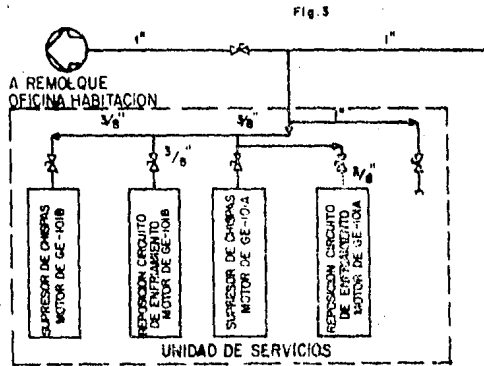 Fig. 3
1"
1"
A REMOLQUE
OFICINA HABITACION
3/8"
3/8"
1"
3/8"
3/8"
SUPRESOR DE CHISPAS
MOTOR DE GE-101B
REPOSICION CIRCUITO
DE ENFRIAMIENTO
MOTOR DE GE-101B
SUPRESOR DE CHISPAS
MOTOR DE GE-101A
REPOSICION CIRCUITO
DE ENFRIAMIENTO
MOTOR DE GE-101A
UNIDAD DE SERVICIOS